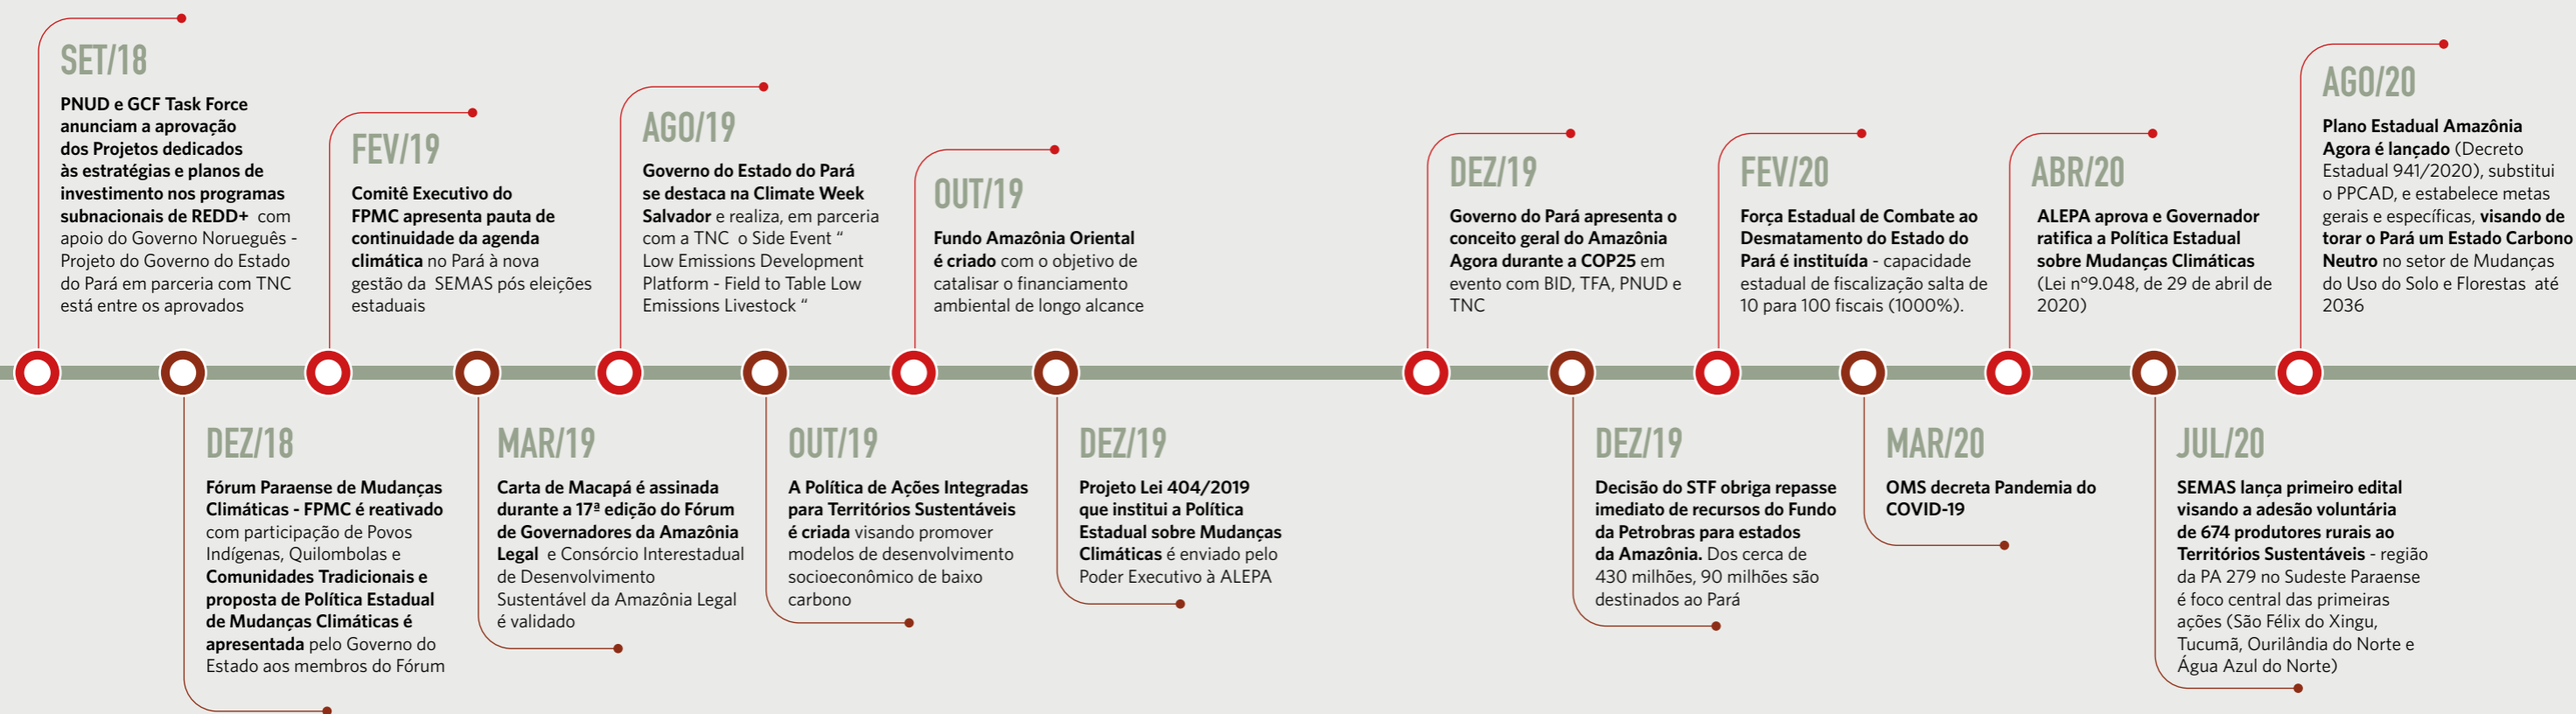 SET/18
PNUD e GCF Task Force
anunciam a aprovação
dos Projetos dedicados
às estratégias e planos de
investimento nos programas
subnacionais de REDD+ com
apoio do Governo Norueguês -
Projeto do Governo do Estado
do Pará em parceria com TNC
está entre os aprovados
DEZ/18
Fórum Paraense de Mudanças
Climáticas - FPMC é reativado
com participação de Povos
Indígenas, Quilombolas e
Comunidades Tradicionais e
proposta de Política Estadual
de Mudanças Climáticas é
apresentada pelo Governo do
Estado aos membros do Fórum
FEV/19
Comitê Executivo do
FPMC apresenta pauta de
continuidade da agenda
climática no Pará à nova
gestão da SEMAS pós eleições
estaduais
MAR/19
Carta de Macapá é assinada
durante a 17ª edição do Fórum
de Governadores da Amazônia
Legal e Consórcio Interestadual
de Desenvolvimento
Sustentável da Amazônia Legal
é validado
AGO/19
Governo do Estado do Pará
se destaca na Climate Week
Salvador e realiza, em parceria
com a TNC o Side Event “
Low Emissions Development
Platform - Field to Table Low
Emissions Livestock “
OUT/19
A Política de Ações Integradas
para Territórios Sustentáveis
é criada visando promover
modelos de desenvolvimento
socioeconômico de baixo
carbono
OUT/19
Fundo Amazônia Oriental
é criado com o objetivo de
catalisar o financiamento
ambiental de longo alcance
DEZ/19
Projeto Lei 404/2019
que institui a Política
Estadual sobre Mudanças
Climáticas é enviado pelo
Poder Executivo à ALEPA
DEZ/19
Governo do Pará apresenta o
conceito geral do Amazônia
Agora durante a COP25 em
evento com BID, TFA, PNUD e
TNC
DEZ/19
Decisão do STF obriga repasse
imediato de recursos do Fundo
da Petrobras para estados
da Amazônia. Dos cerca de
430 milhões, 90 milhões são
destinados ao Pará
FEV/20
Força Estadual de Combate ao
Desmatamento do Estado do
Pará é instituída - capacidade
estadual de fiscalização salta de
10 para 100 fiscais (1000%).
MAR/20
OMS decreta Pandemia do
COVID-19
ABR/20
ALEPA aprova e Governador
ratifica a Política Estadual
sobre Mudanças Climáticas
(Lei nº9.048, de 29 de abril de
2020)
JUL/20
SEMAS lança primeiro edital
visando a adesão voluntária
de 674 produtores rurais ao
Territórios Sustentáveis - região
da PA 279 no Sudeste Paraense
é foco central das primeiras
ações (São Félix do Xingu,
Tucumã, Ourilândia do Norte e
Água Azul do Norte)
AGO/20
Plano Estadual Amazônia
Agora é lançado (Decreto
Estadual 941/2020), substitui
o PPCAD, e estabelece metas
gerais e específicas, visando de
torar o Pará um Estado Carbono
Neutro no setor de Mudanças
do Uso do Solo e Florestas até
2036